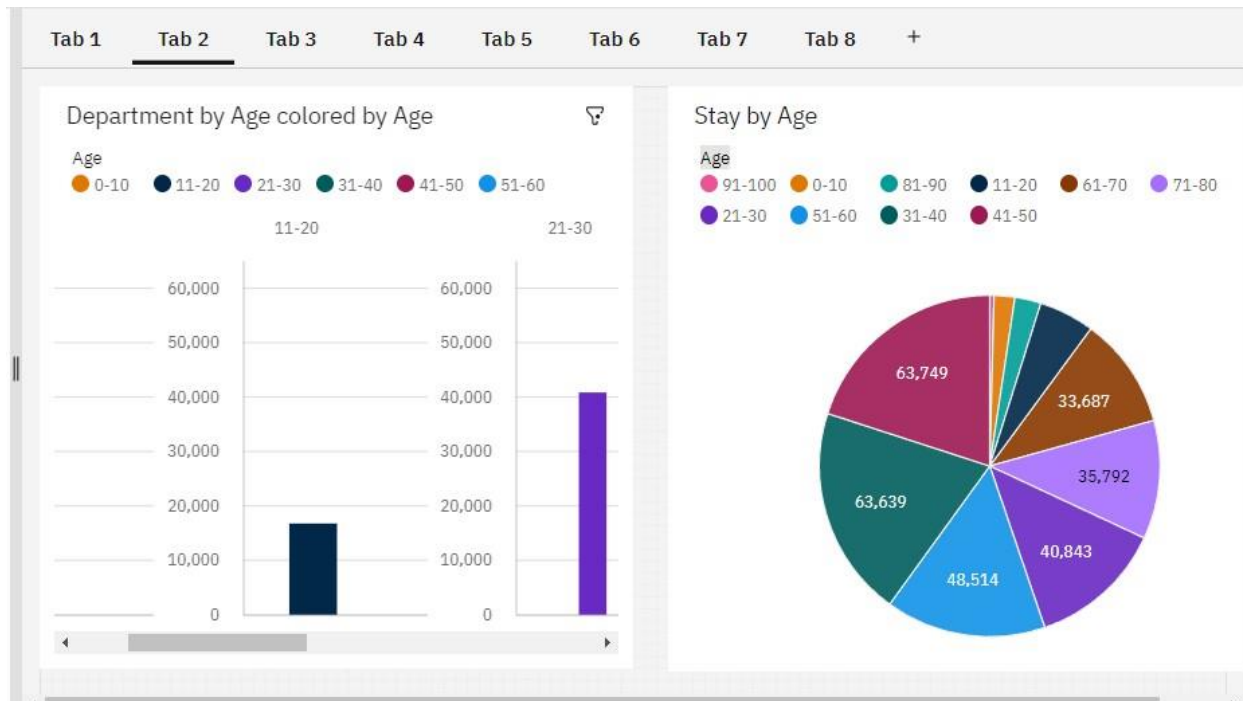 Tab 1 Tab 2 Tab 3 Tab 4 Tab 5 Tab 6 Tab 7 Tab 8 +
Department by Age colored by Age
Age
0-10 11-20 21-30 31-40 41-50 51-60
11-20 21-30
60,000 60,000
50,000 50,000
40,000 40,000
30,000 30,000
20,000 20,000
10,000 10,000
0 0
Stay by Age
Age
91-100 0-10 81-90 11-20 61-70 71-80
21-30 51-60 31-40 41-50
63,749
33,687
35,792
63,639
40,843
48,514